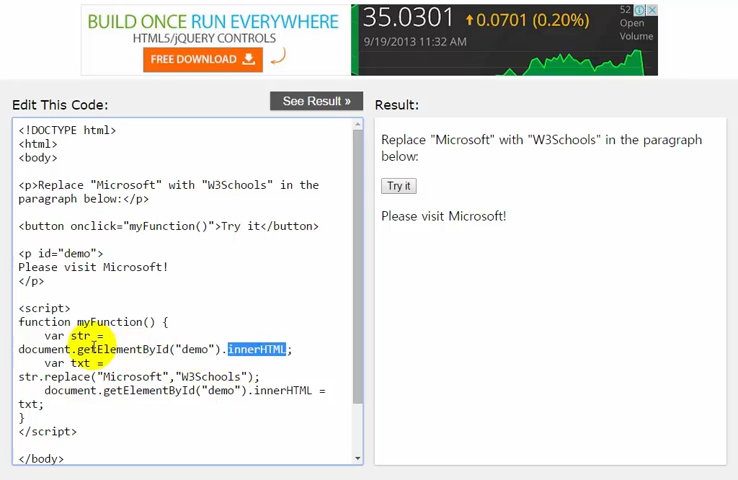 BUILD ONCE RUN EVERYWHERE
HTML5/jQUERY CONTROLS
FREE DOWNLOAD
35.0301 0.0701 (0.20%)
9/19/2013 11:32 AM
52
Open
Volume
Edit This Code:
See Result »
Result:
<!DOCTYPE html>
<html>
<body>
<p>Replace "Microsoft" with "W3Schools" in the
paragraph below:</p>
<button onclick="myFunction()">Try it</button>
<p id="demo">
Please visit Microsoft!
</p>
<script>
function myFunction() {
var str =
document.getElementById("demo").innerHTML;
var txt =
str.replace("Microsoft","W3Schools");
document.getElementById("demo").innerHTML =
txt;
}
</script>
</body>
Replace "Microsoft" with "W3Schools" in the paragraph
below:
Try it
Please visit Microsoft!